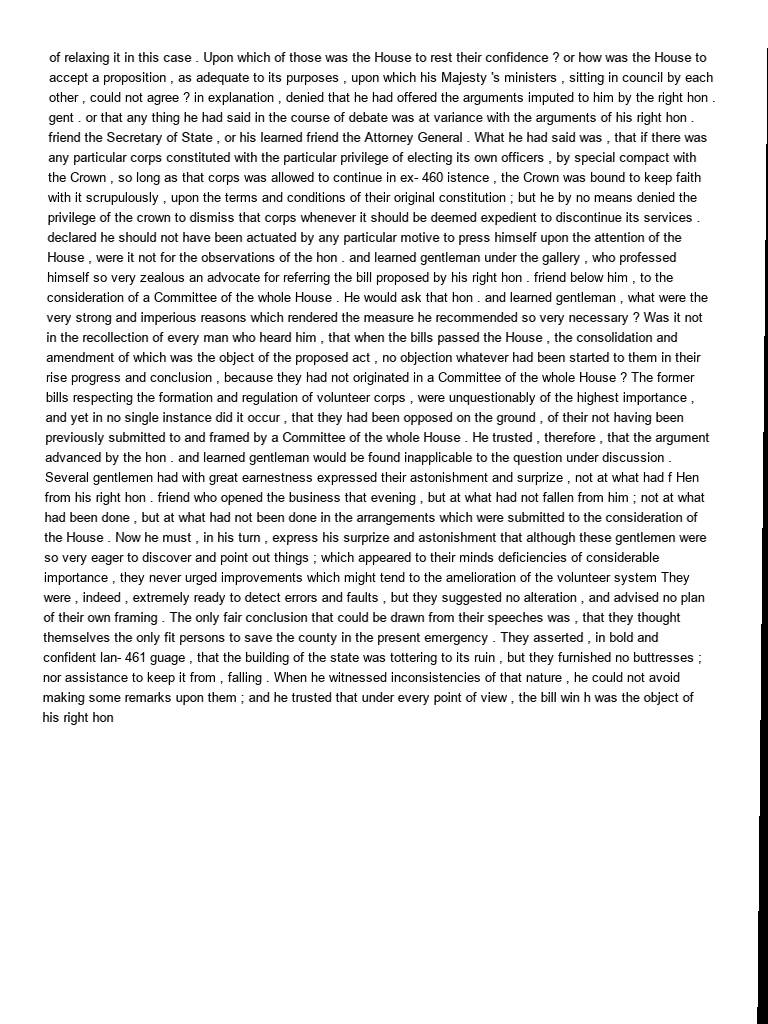 of relaxing it in this case . Upon which of those was the House to rest their confidence ? or how was the House to
accept a proposition , as adequate to its purposes , upon which his Majesty 's ministers , sitting in council by each
other , could not agree ? in explanation , denied that he had offered the arguments imputed to him by the right hon .
gent . or that any thing he had said in the course of debate was at variance with the arguments of his right hon .
friend the Secretary of State , or his learned friend the Attorney General . What he had said was , that if there was
any particular corps constituted with the particular privilege of electing its own officers , by special compact with
the Crown , so long as that corps was allowed to continue in ex- 460 istence , the Crown was bound to keep faith
with it scrupulously , upon the terms and conditions of their original constitution ; but he by no means denied the
privilege of the crown to dismiss that corps whenever it should be deemed expedient to discontinue its services .
declared he should not have been actuated by any particular motive to press himself upon the attention of the
House , were it not for the observations of the hon . and learned gentleman under the gallery , who professed
himself so very zealous an advocate for referring the bill proposed by his right hon . friend below him , to the
consideration of a Committee of the whole House . He would ask that hon . and learned gentleman , what were the
very strong and imperious reasons which rendered the measure he recommended so very necessary ? Was it not
in the recollection of every man who heard him , that when the bills passed the House , the consolidation and
amendment of which was the object of the proposed act , no objection whatever had been started to them in their
rise progress and conclusion , because they had not originated in a Committee of the whole House ? The former
bills respecting the formation and regulation of volunteer corps , were unquestionably of the highest importance ,
and yet in no single instance did it occur , that they had been opposed on the ground , of their not having been
previously submitted to and framed by a Committee of the whole House . He trusted , therefore , that the argument
advanced by the hon . and learned gentleman would be found inapplicable to the question under discussion .
Several gentlemen had with great earnestness expressed their astonishment and surprize , not at what had f Hen
from his right hon . friend who opened the business that evening , but at what had not fallen from him ; not at what
had been done , but at what had not been done in the arrangements which were submitted to the consideration of
the House . Now he must , in his turn , express his surprize and astonishment that although these gentlemen were
so very eager to discover and point out things ; which appeared to their minds deficiencies of considerable
importance , they never urged improvements which might tend to the amelioration of the volunteer system They
were , indeed , extremely ready to detect errors and faults , but they suggested no alteration , and advised no plan
of their own framing . The only fair conclusion that could be drawn from their speeches was , that they thought
themselves the only fit persons to save the county in the present emergency . They asserted , in bold and
confident lan- 461 guage , that the building of the state was tottering to its ruin , but they furnished no buttresses ;
nor assistance to keep it from , falling . When he witnessed inconsistencies of that nature , he could not avoid
making some remarks upon them ; and he trusted that under every point of view , the bill win h was the object of
his right hon